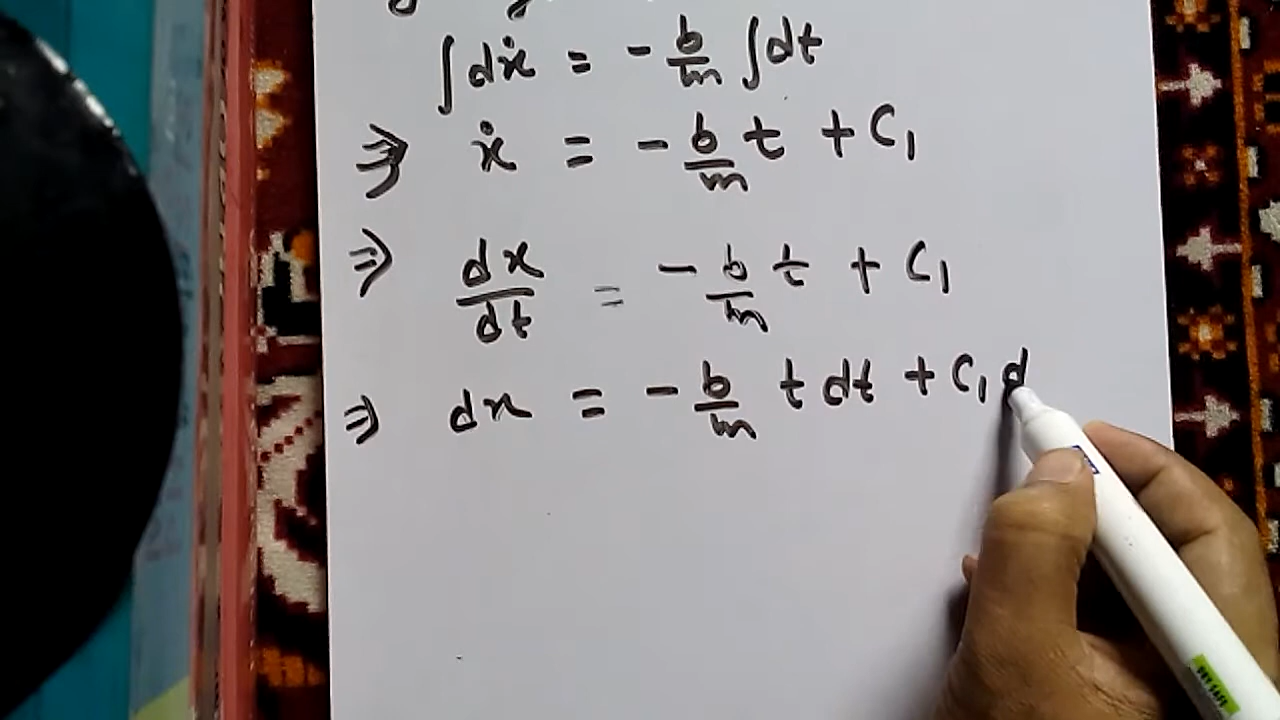 ∫dẋ = - b/m ∫dt
⇒ ẋ = - b/m t + C₁
⇒ dx/dt = - b/m t + C₁
⇒ dx = - b/m t dt + C₁ d